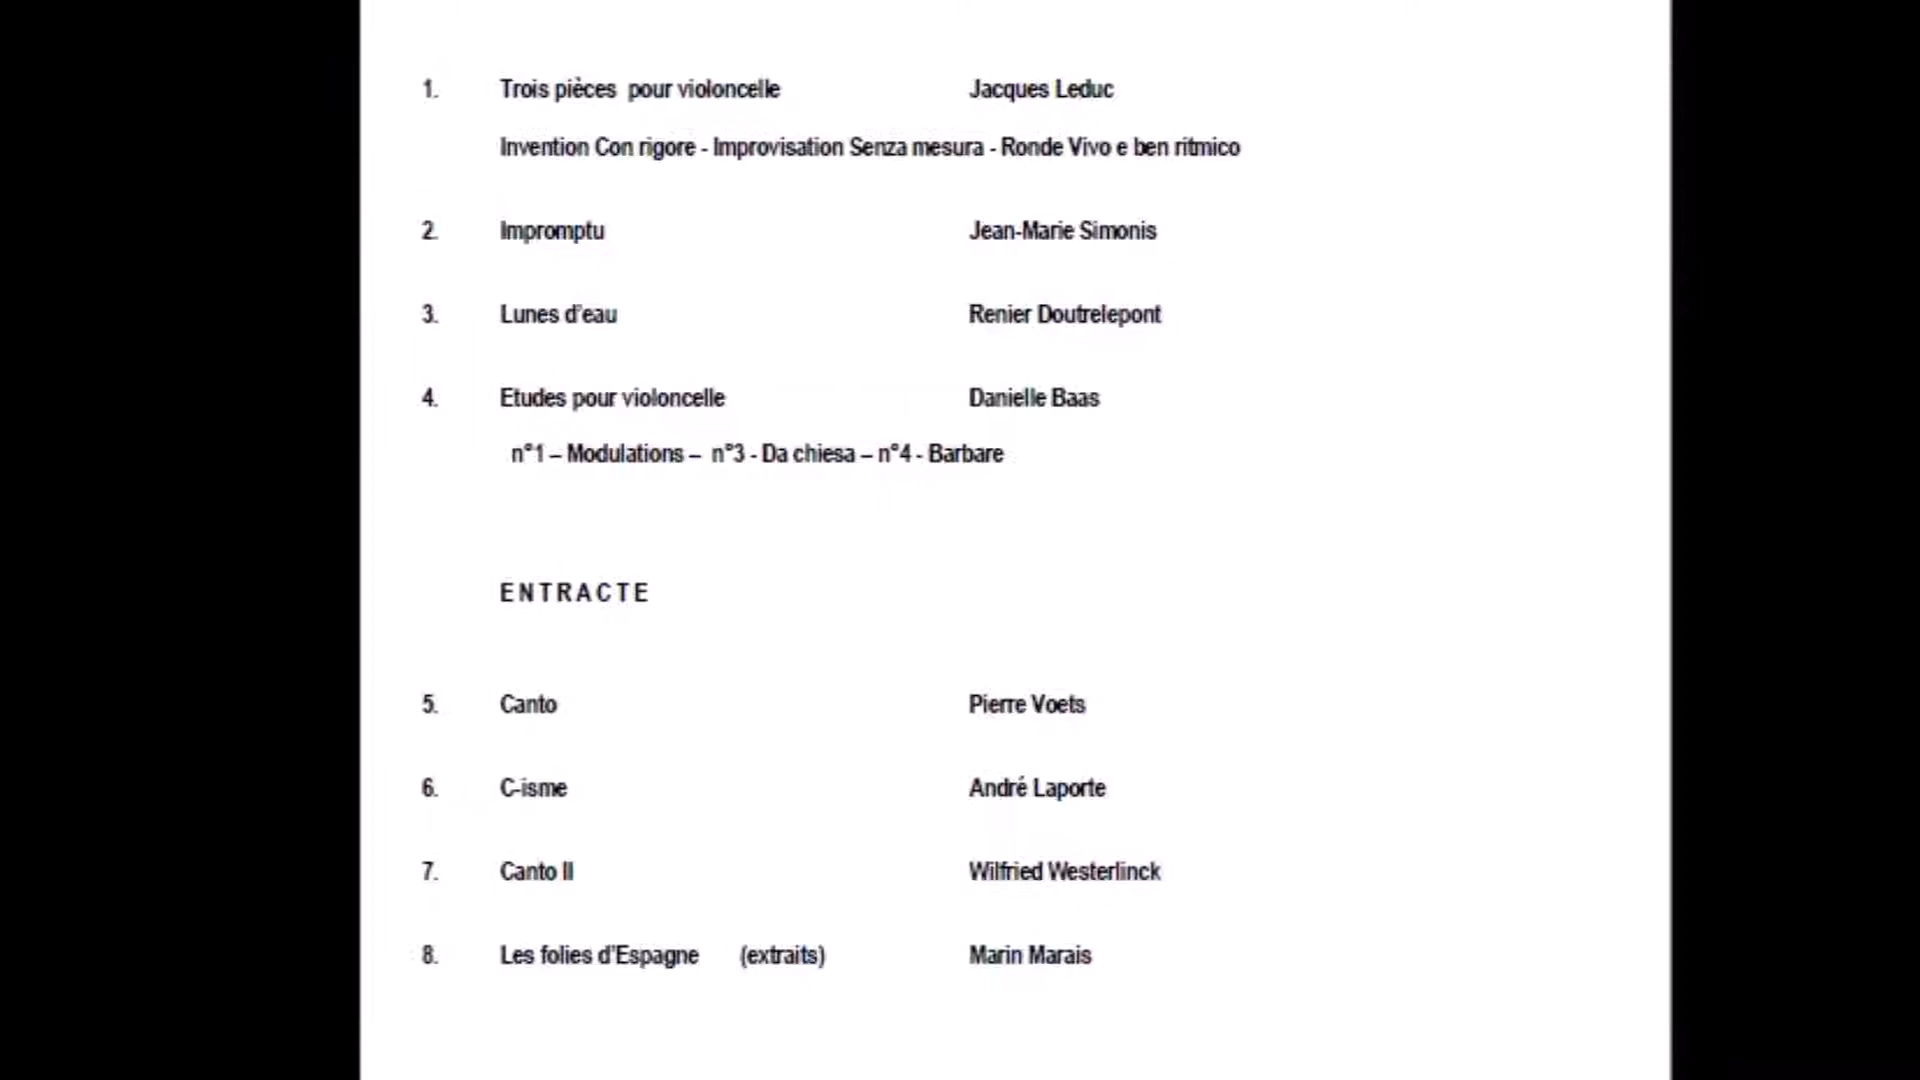 1. Trois pièces pour violoncelle Jacques Leduc
Invention Con rigore - Improvisation Senza mesura - Ronde Vivo e ben ritmico
2. Impromptu Jean-Marie Simonis
3. Lunes d'eau Renier Doutrelepont
4. Etudes pour violoncelle Danielle Baas
n°1 – Modulations – n°3 - Da chiesa – n°4 - Barbare
ENTRACTE
5. Canto Pierre Voets
6. C-isme André Laporte
7. Canto II Wilfried Westerlinck
8. Les folies d'Espagne (extraits) Marin Marais